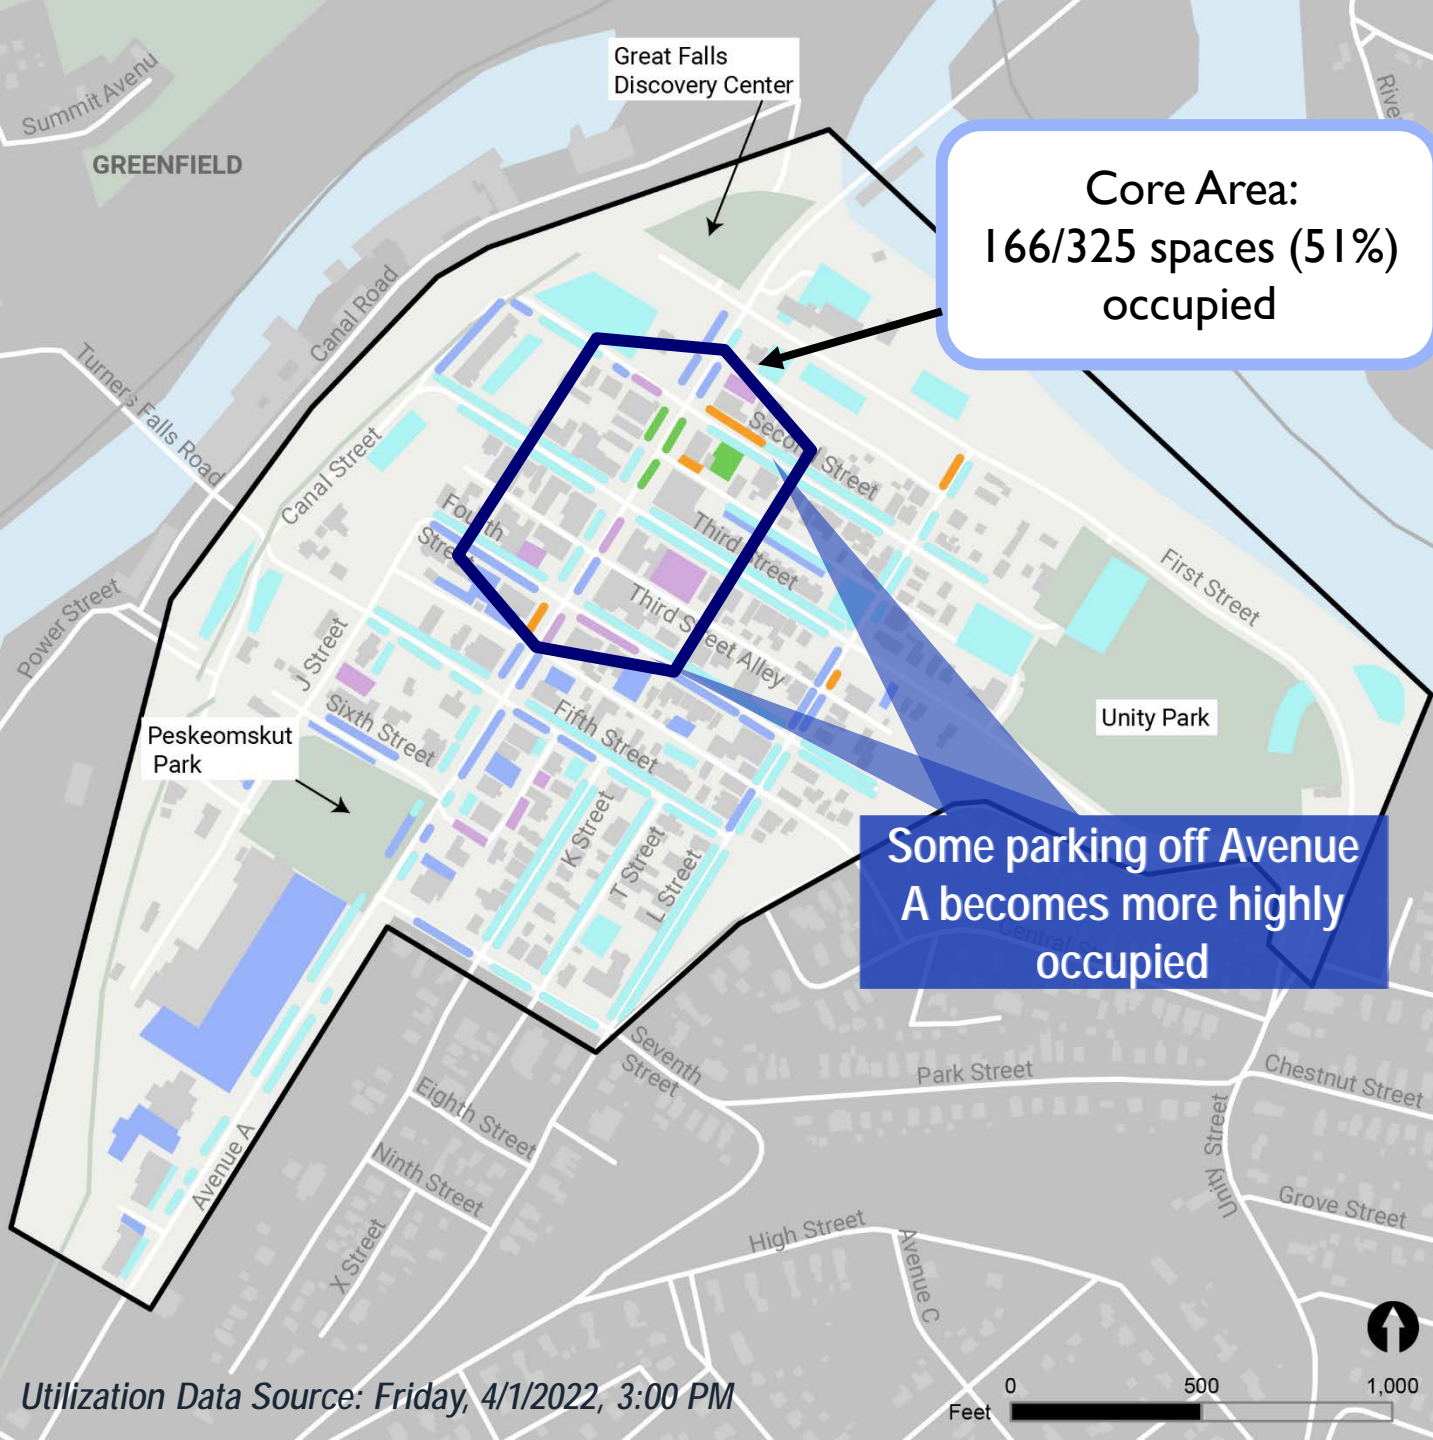 Great Falls
Discovery Center
Summit Avenu
River
GREENFIELD
Core Area:
166/325 spaces (51%)
occupied
Canal Road
Turners Falls Road
Canal Street
Second Street
Fourth
Street
Third Street
First Street
Power Street
Third Street Alley
J Street
Unity Park
Sixth Street
Fifth Street
Peskeomskut
Park
K Street
T Street
L Street
Some parking off Avenue
A becomes more highly
occupied
Central St
Seventh
Street
Park Street
Chestnut Street
Eighth Street
Unity Street
Avenue A
Ninth Street
Grove Street
High Street
X Street
Avenue C
Utilization Data Source: Friday, 4/1/2022, 3:00 PM
0 500 1,000
Feet